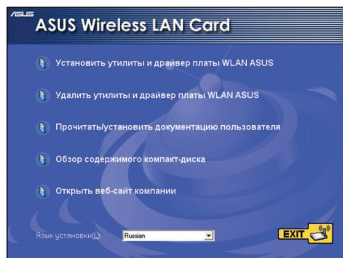 ASUS
ASUS Wireless LAN Card
Установить утилиты и драйвер платы WLAN ASUS
Удалить утилиты и драйвер платы WLAN ASUS
Прочитать/установить документацию пользователя
Обзор содержимого компакт-диска
Открыть веб-сайт компании
Язык установки(L):
Russian
EXIT